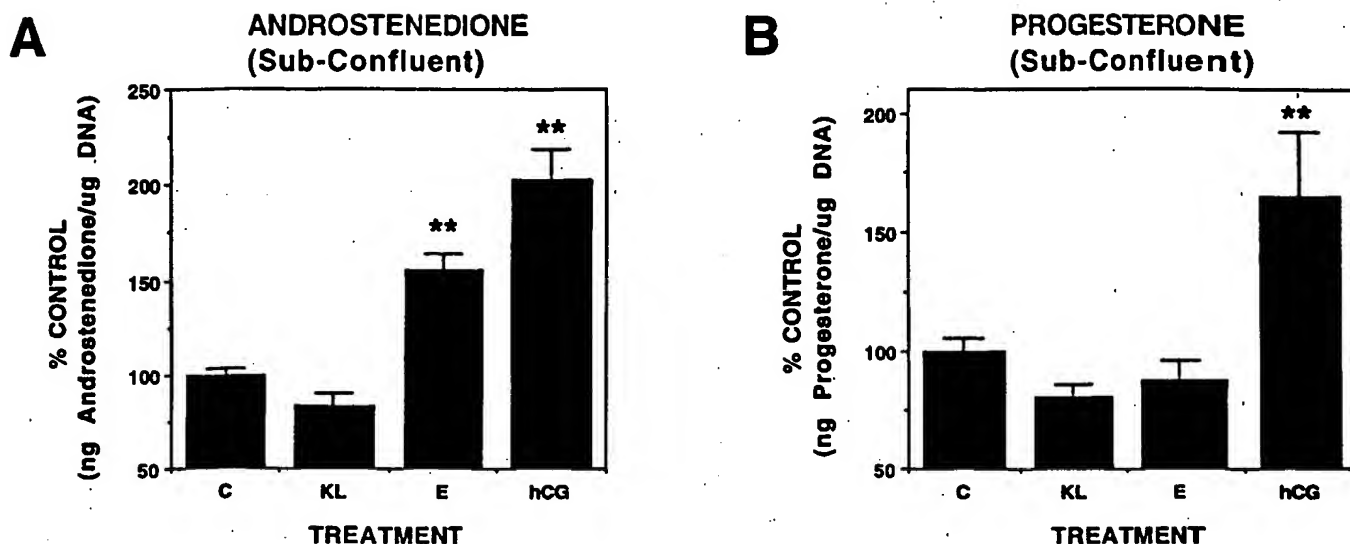 A
ANDROSTENEDIONE
(Sub-Confluent)
% CONTROL
(ng Androstenedione/ug DNA)
250
200
150
100
50
**
**
C KL E hCG
TREATMENT
B
PROGESTERONE
(Sub-Confluent)
% CONTROL
(ng Progesterone/ug DNA)
200
150
100
50
**
C KL E hCG
TREATMENT